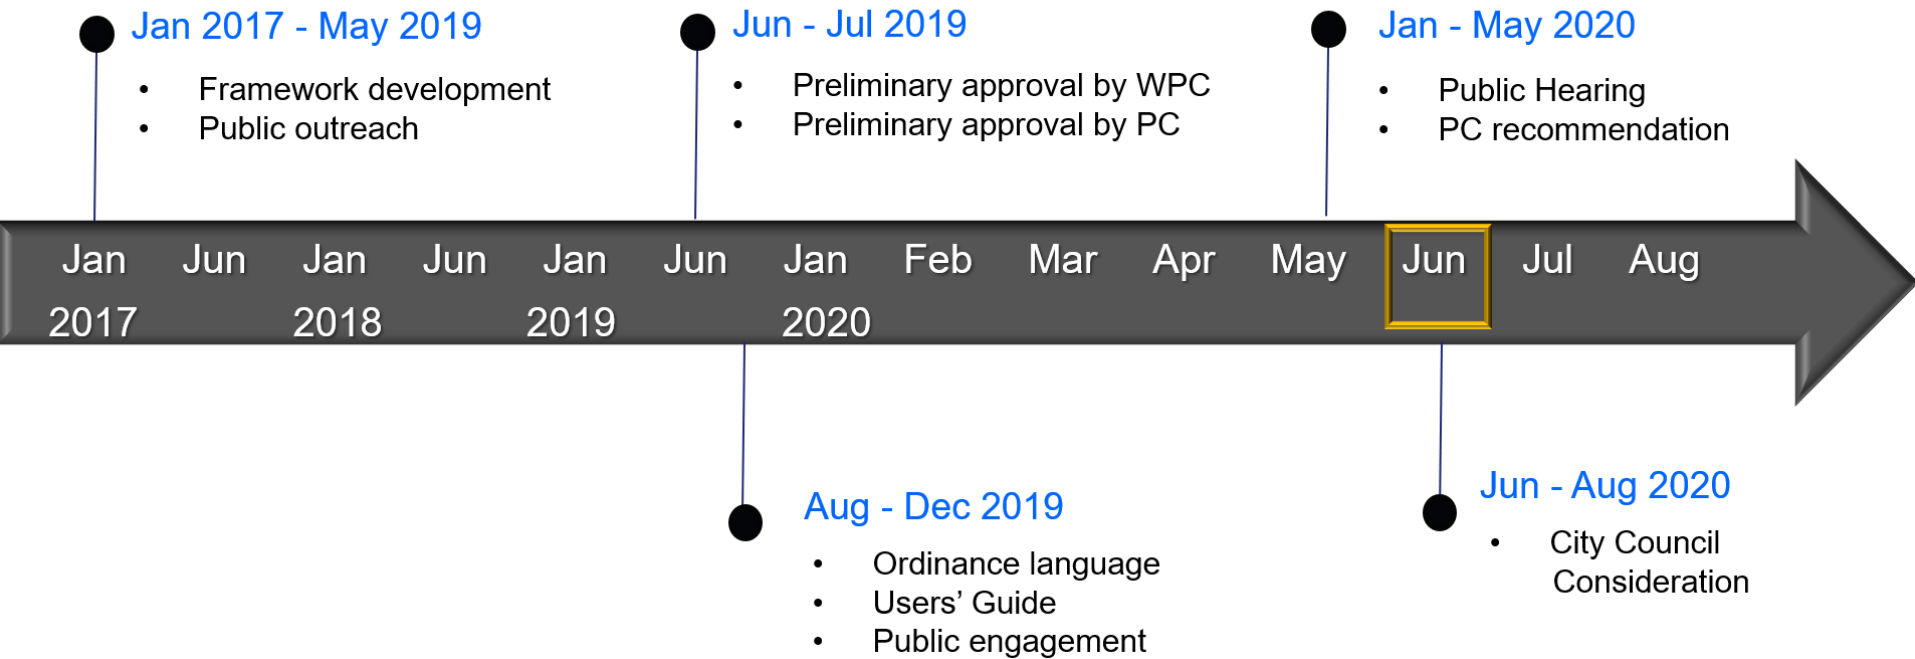 Jan 2017 - May 2019
• Framework development
• Public outreach
Jun - Jul 2019
• Preliminary approval by WPC
• Preliminary approval by PC
Jan - May 2020
• Public Hearing
• PC recommendation
Jan Jun Jan Jun Jan Jun Jan Feb Mar Apr May Jun Jul Aug
2017 2018 2019 2020
Aug - Dec 2019
• Ordinance language
• Users’ Guide
• Public engagement
Jun - Aug 2020
• City Council
Consideration